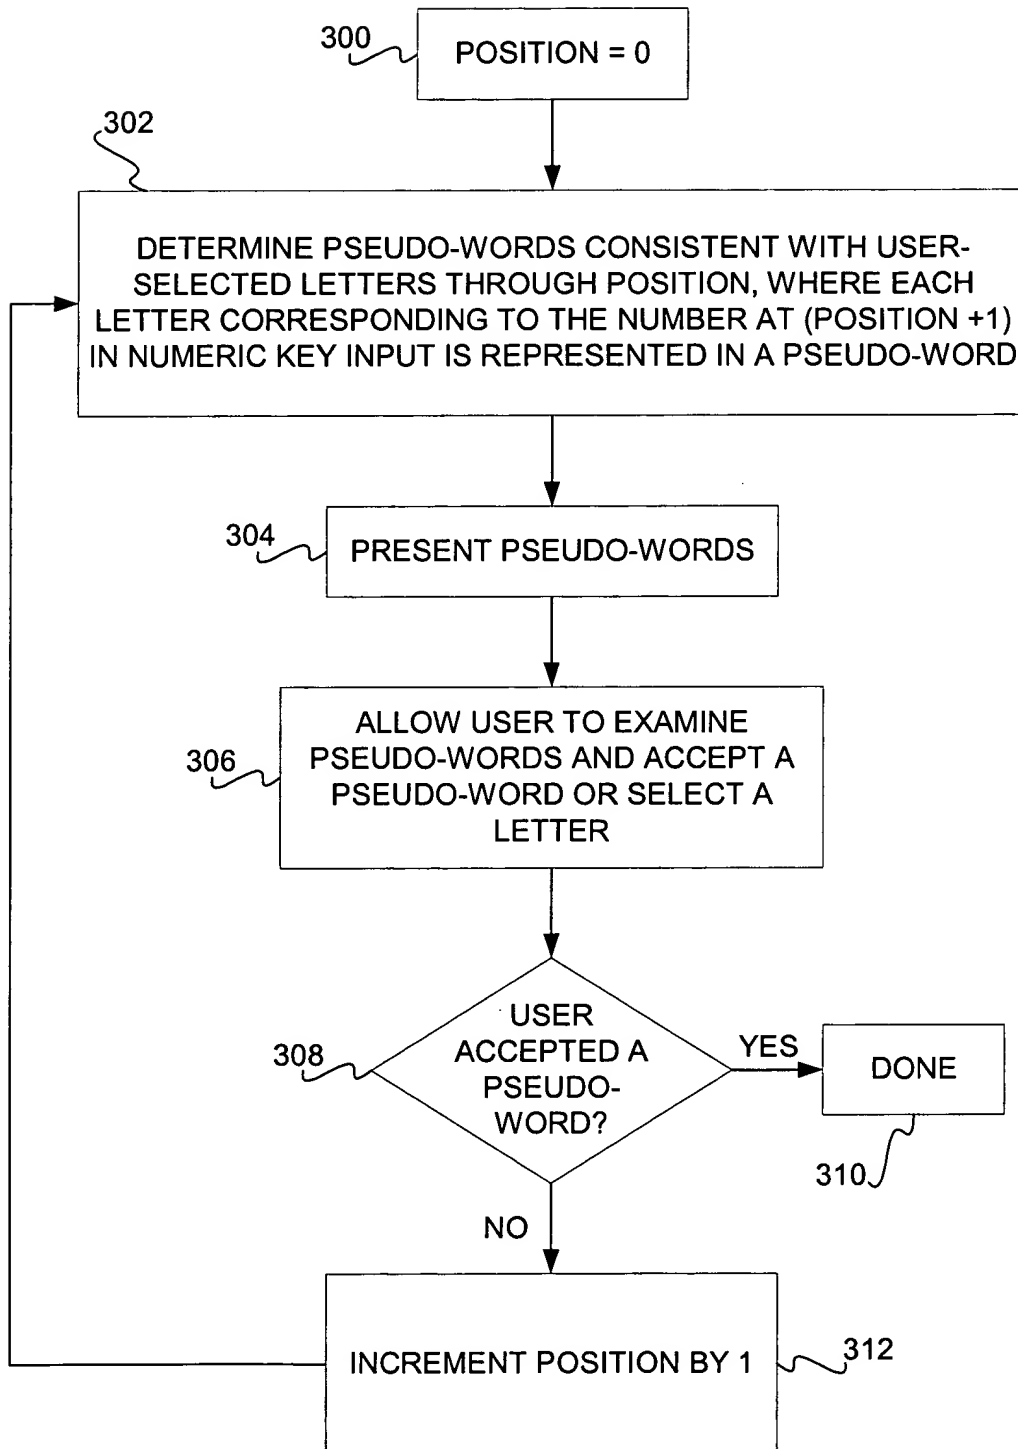 300
POSITION = 0
302
DETERMINE PSEUDO-WORDS CONSISTENT WITH USER-
SELECTED LETTERS THROUGH POSITION, WHERE EACH
LETTER CORRESPONDING TO THE NUMBER AT (POSITION +1)
IN NUMERIC KEY INPUT IS REPRESENTED IN A PSEUDO-WORD
304
PRESENT PSEUDO-WORDS
306
ALLOW USER TO EXAMINE
PSEUDO-WORDS AND ACCEPT A
PSEUDO-WORD OR SELECT A
LETTER
308
USER
ACCEPTED A
PSEUDO-
WORD?
YES
DONE
310
NO
INCREMENT POSITION BY 1
312